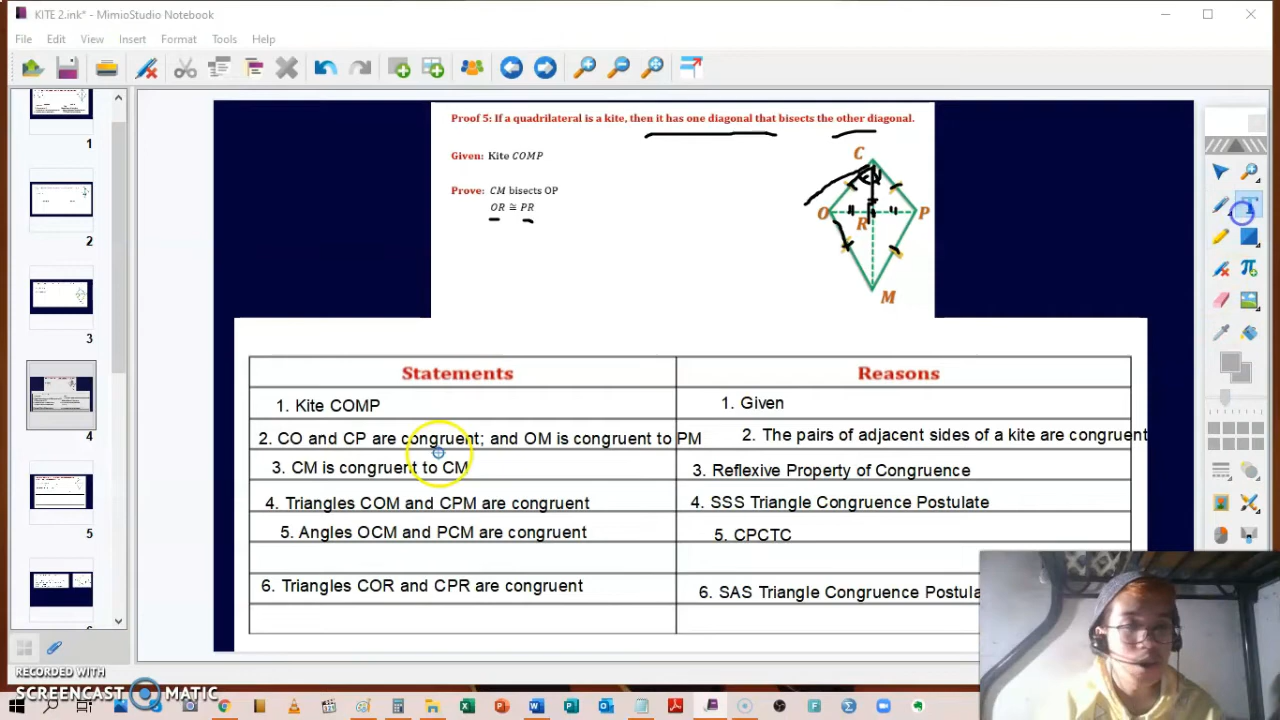 KITE 2.ink* - MimioStudio Notebook
File Edit View Insert Format Tools Help
1
2
3
4
5
Proof 5: If a quadrilateral is a kite, then it has one diagonal that bisects the other diagonal.
Given: Kite COMP
Prove: CM bisects OP
OR ≅ PR
C
O
P
R
M
Statements Reasons
1. Kite COMP 1. Given
2. CO and CP are congruent; and OM is congruent to PM 2. The pairs of adjacent sides of a kite are congruent
3. CM is congruent to CM 3. Reflexive Property of Congruence
4. Triangles COM and CPM are congruent 4. SSS Triangle Congruence Postulate
5. Angles OCM and PCM are congruent 5. CPCTC
6. Triangles COR and CPR are congruent 6. SAS Triangle Congruence Postula
RECORDED WITH
SCREENCAST MATIC